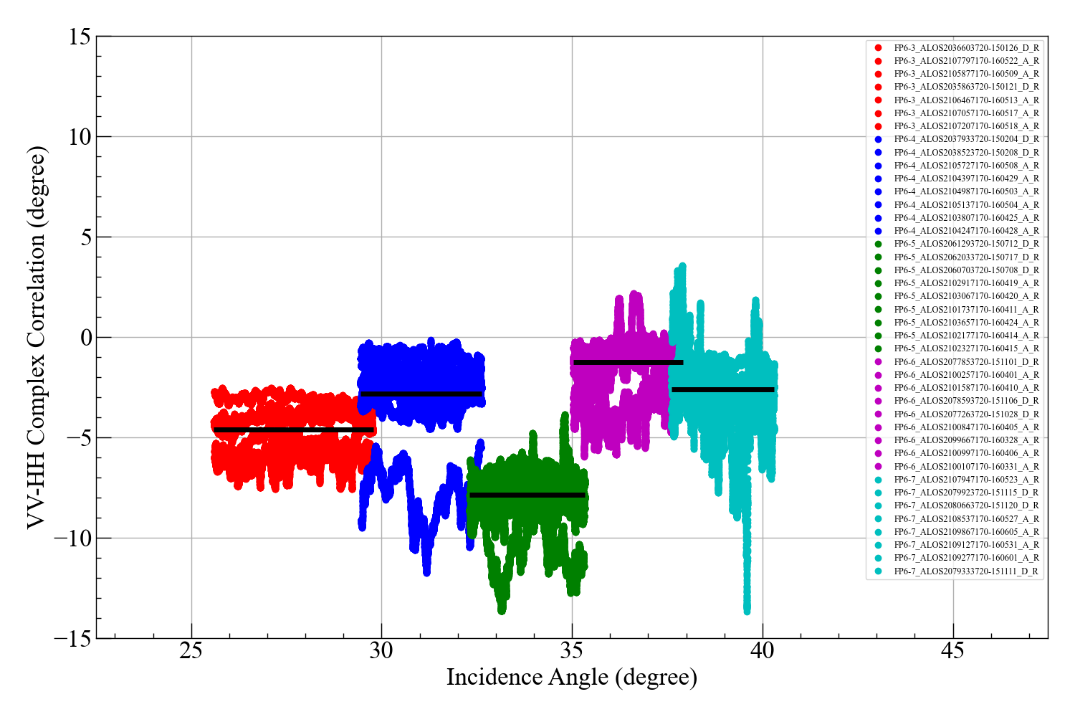 15
10
5
0
−5
−10
−15
VV-HH Complex Correlation (degree)
25
30
35
40
45
Incidence Angle (degree)
FP6-3_ALOS2036603720-150126_D_R
FP6-3_ALOS2107797170-160522_A_R
FP6-3_ALOS2105877170-160509_A_R
FP6-3_ALOS2035863720-150121_D_R
FP6-3_ALOS2106467170-160513_A_R
FP6-3_ALOS2107057170-160517_A_R
FP6-3_ALOS2107207170-160518_A_R
FP6-4_ALOS2037933720-150204_D_R
FP6-4_ALOS2038523720-150208_D_R
FP6-4_ALOS2105727170-160508_A_R
FP6-4_ALOS2104397170-160429_A_R
FP6-4_ALOS2104987170-160503_A_R
FP6-4_ALOS2105137170-160504_A_R
FP6-4_ALOS2103807170-160425_A_R
FP6-4_ALOS2104247170-160428_A_R
FP6-5_ALOS2061293720-150712_D_R
FP6-5_ALOS2062033720-150717_D_R
FP6-5_ALOS2060703720-150708_D_R
FP6-5_ALOS2102917170-160419_A_R
FP6-5_ALOS2103067170-160420_A_R
FP6-5_ALOS2101737170-160411_A_R
FP6-5_ALOS2103657170-160424_A_R
FP6-5_ALOS2102177170-160414_A_R
FP6-5_ALOS2102327170-160415_A_R
FP6-6_ALOS2077853720-151101_D_R
FP6-6_ALOS2100257170-160401_A_R
FP6-6_ALOS2101587170-160410_A_R
FP6-6_ALOS2078593720-151106_D_R
FP6-6_ALOS2077263720-151028_D_R
FP6-6_ALOS2100847170-160405_A_R
FP6-6_ALOS2099667170-160328_A_R
FP6-6_ALOS2100997170-160406_A_R
FP6-6_ALOS2100107170-160331_A_R
FP6-7_ALOS2107947170-160523_A_R
FP6-7_ALOS2079923720-151115_D_R
FP6-7_ALOS2080663720-151120_D_R
FP6-7_ALOS2108537170-160527_A_R
FP6-7_ALOS2109867170-160605_A_R
FP6-7_ALOS2109127170-160531_A_R
FP6-7_ALOS2109277170-160601_A_R
FP6-7_ALOS2079333720-151111_D_R